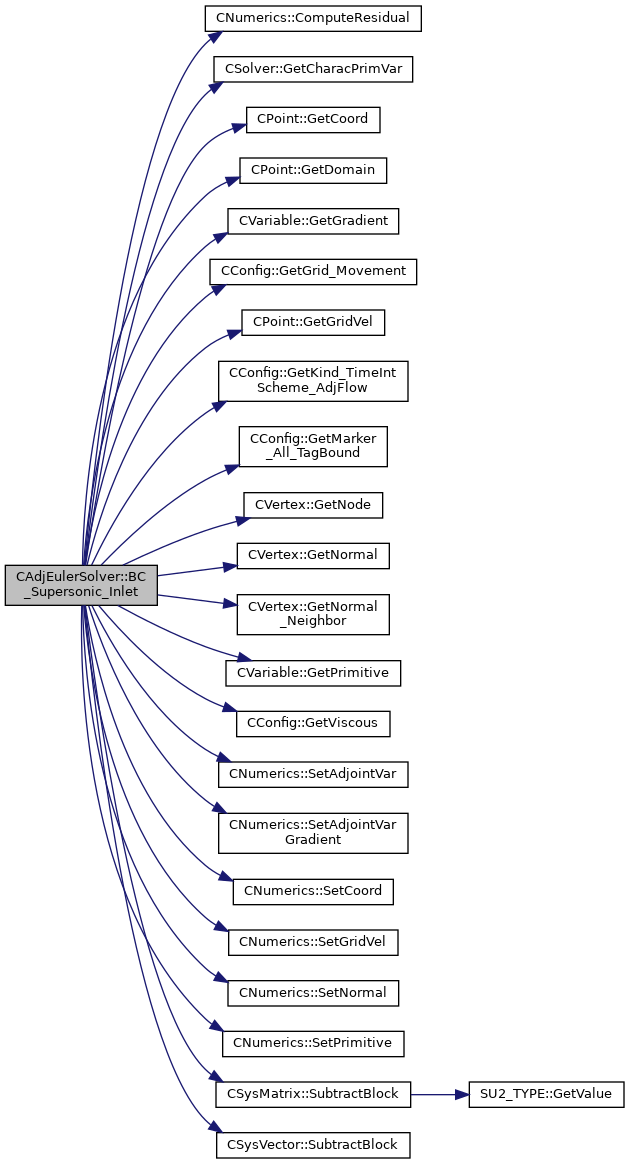 CNumerics::ComputeResidual
CSolver::GetCharacPrimVar
CPoint::GetCoord
CPoint::GetDomain
CVariable::GetGradient
CConfig::GetGrid_Movement
CPoint::GetGridVel
CConfig::GetKind_TimeInt
Scheme_AdjFlow
CConfig::GetMarker
_All_TagBound
CVertex::GetNode
CVertex::GetNormal
CAdjEulerSolver::BC
_Supersonic_Inlet
CVertex::GetNormal
_Neighbor
CVariable::GetPrimitive
CConfig::GetViscous
CNumerics::SetAdjointVar
CNumerics::SetAdjointVar
Gradient
CNumerics::SetCoord
CNumerics::SetGridVel
CNumerics::SetNormal
CNumerics::SetPrimitive
CSysMatrix::SubtractBlock
SU2_TYPE::GetValue
CSysVector::SubtractBlock